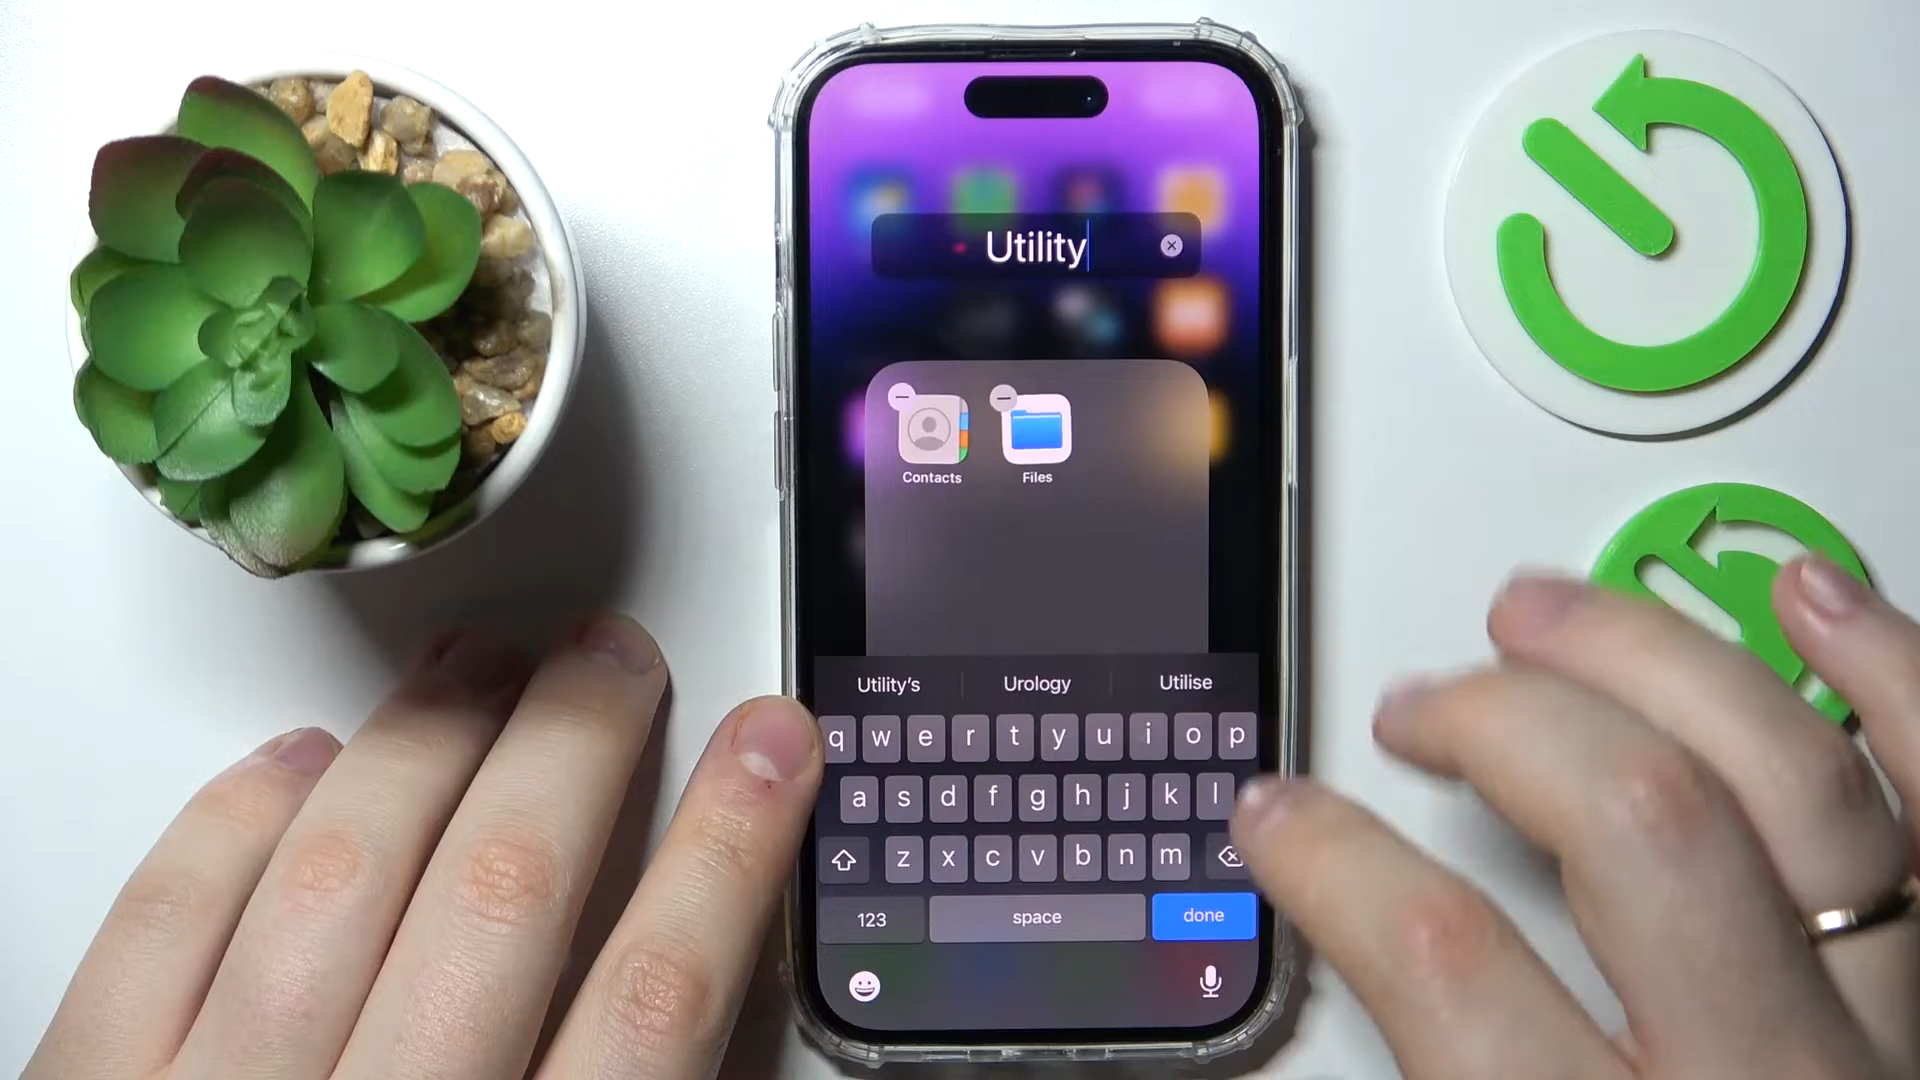 Utility
Contacts Files
Utility's Urology Utilise
q w e r t y u i o p
a s d f g h j k l
z x c v b n m
123 space done